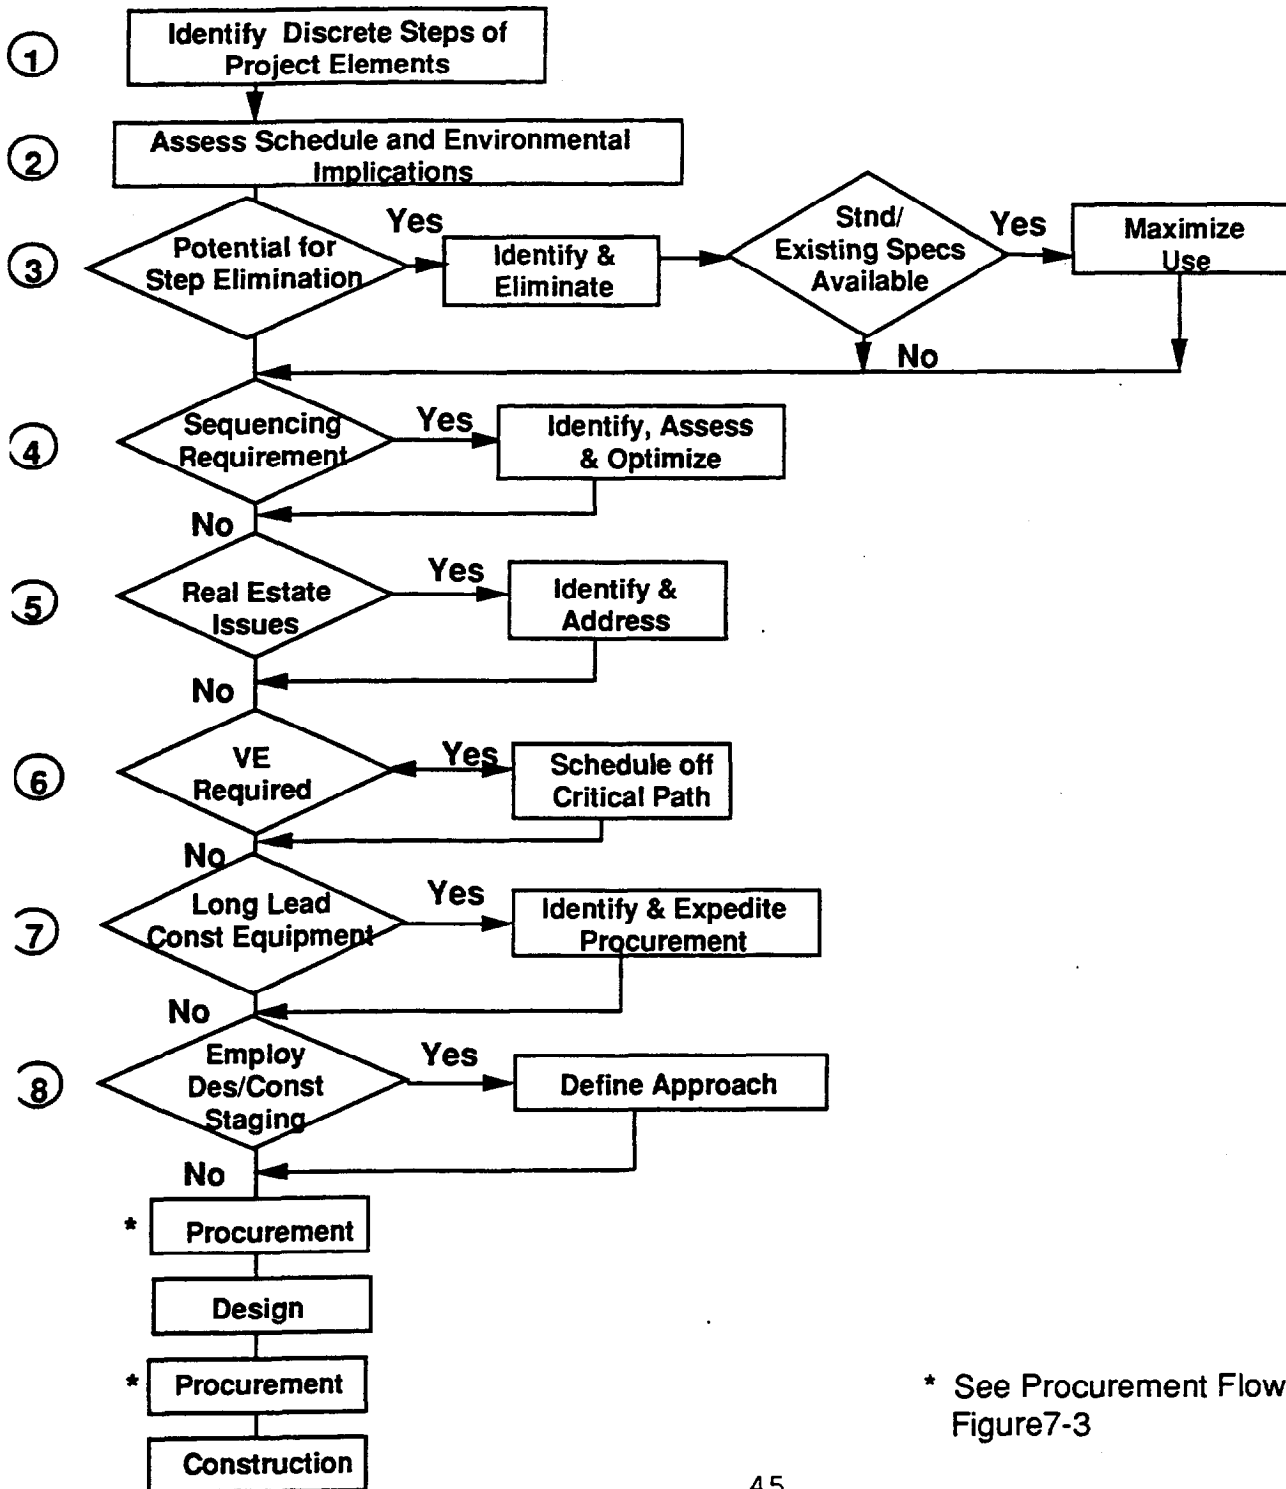 1
Identify Discrete Steps of
Project Elements
2
Assess Schedule and Environmental
Implications
3
Potential for
Step Elimination
Yes
Identify &
Eliminate
Stnd/
Existing Specs
Available
Yes
Maximize
Use
No
4
Sequencing
Requirement
Yes
Identify, Assess
& Optimize
No
5
Real Estate
Issues
Yes
Identify &
Address
No
6
VE
Required
Yes
Schedule off
Critical Path
No
7
Long Lead
Const Equipment
Yes
Identify & Expedite
Procurement
No
8
Employ
Des/Const
Staging
Yes
Define Approach
No
* Procurement
Design
* Procurement
Construction
* See Procurement Flow
Figure7-3
45